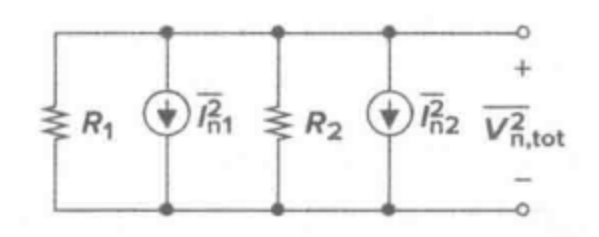 +
R₁ I²n1 R₂ I²n2 V²n,tot
−